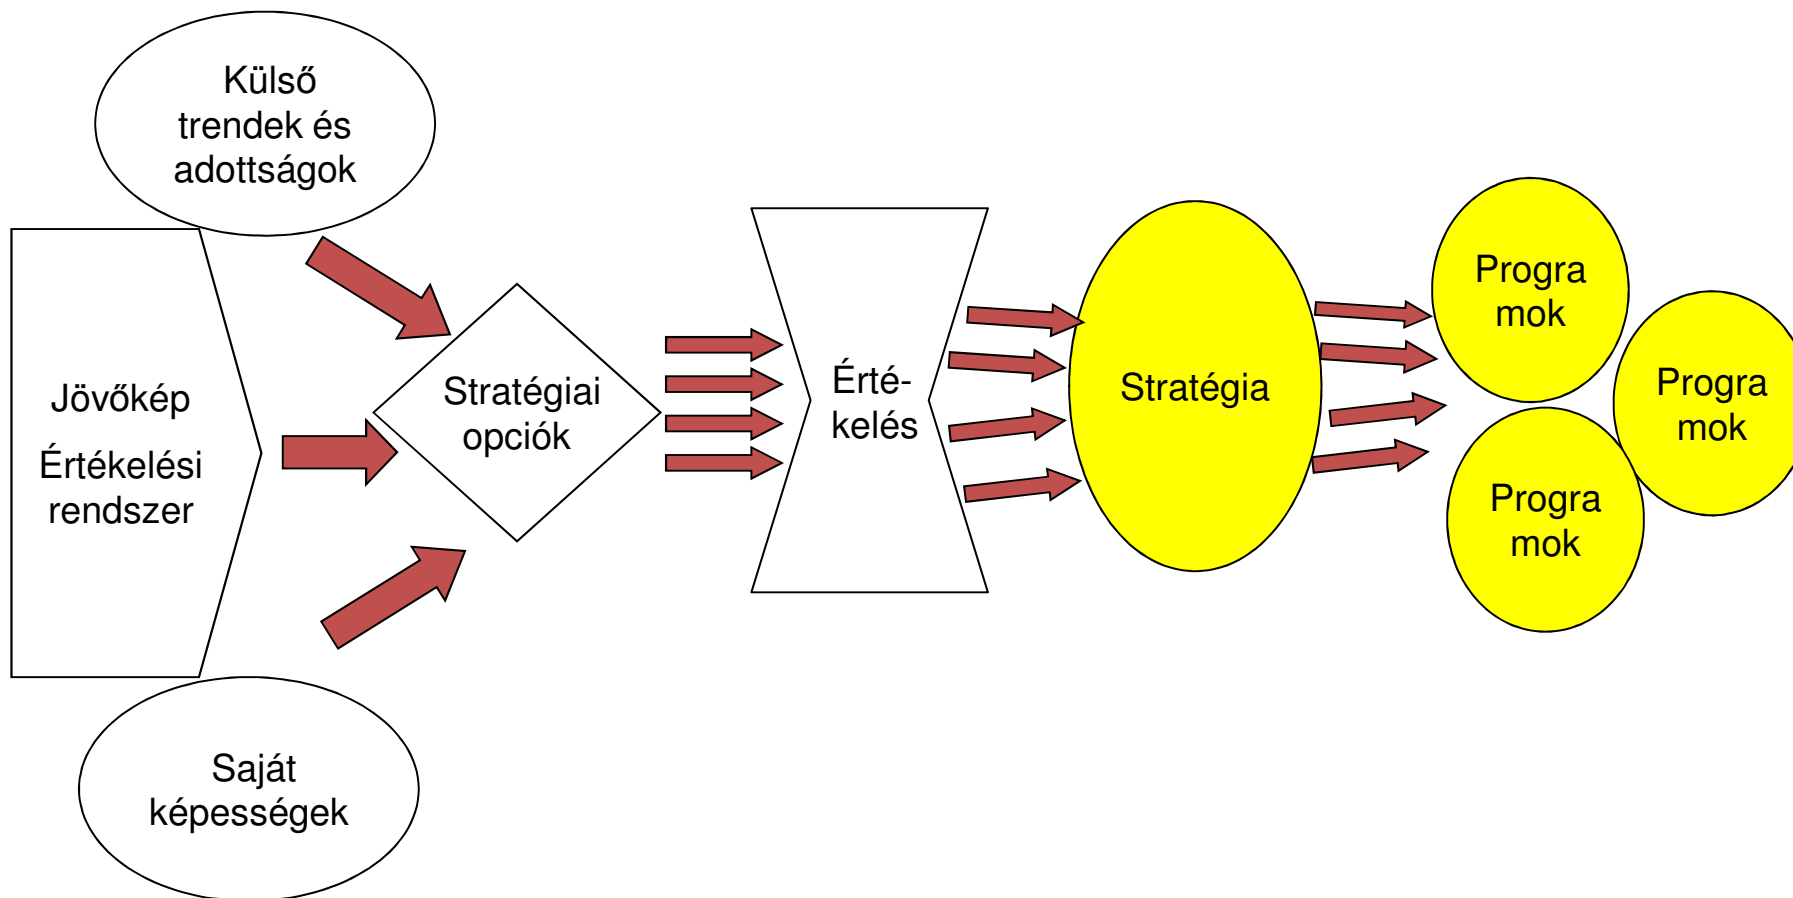 Külső
trendek és
adottságok
Jövőkép
Értékelési
rendszer
Saját
képességek
Stratégiai
opciók
Érté-
kelés
Stratégia
Progra
mok
Progra
mok
Progra
mok